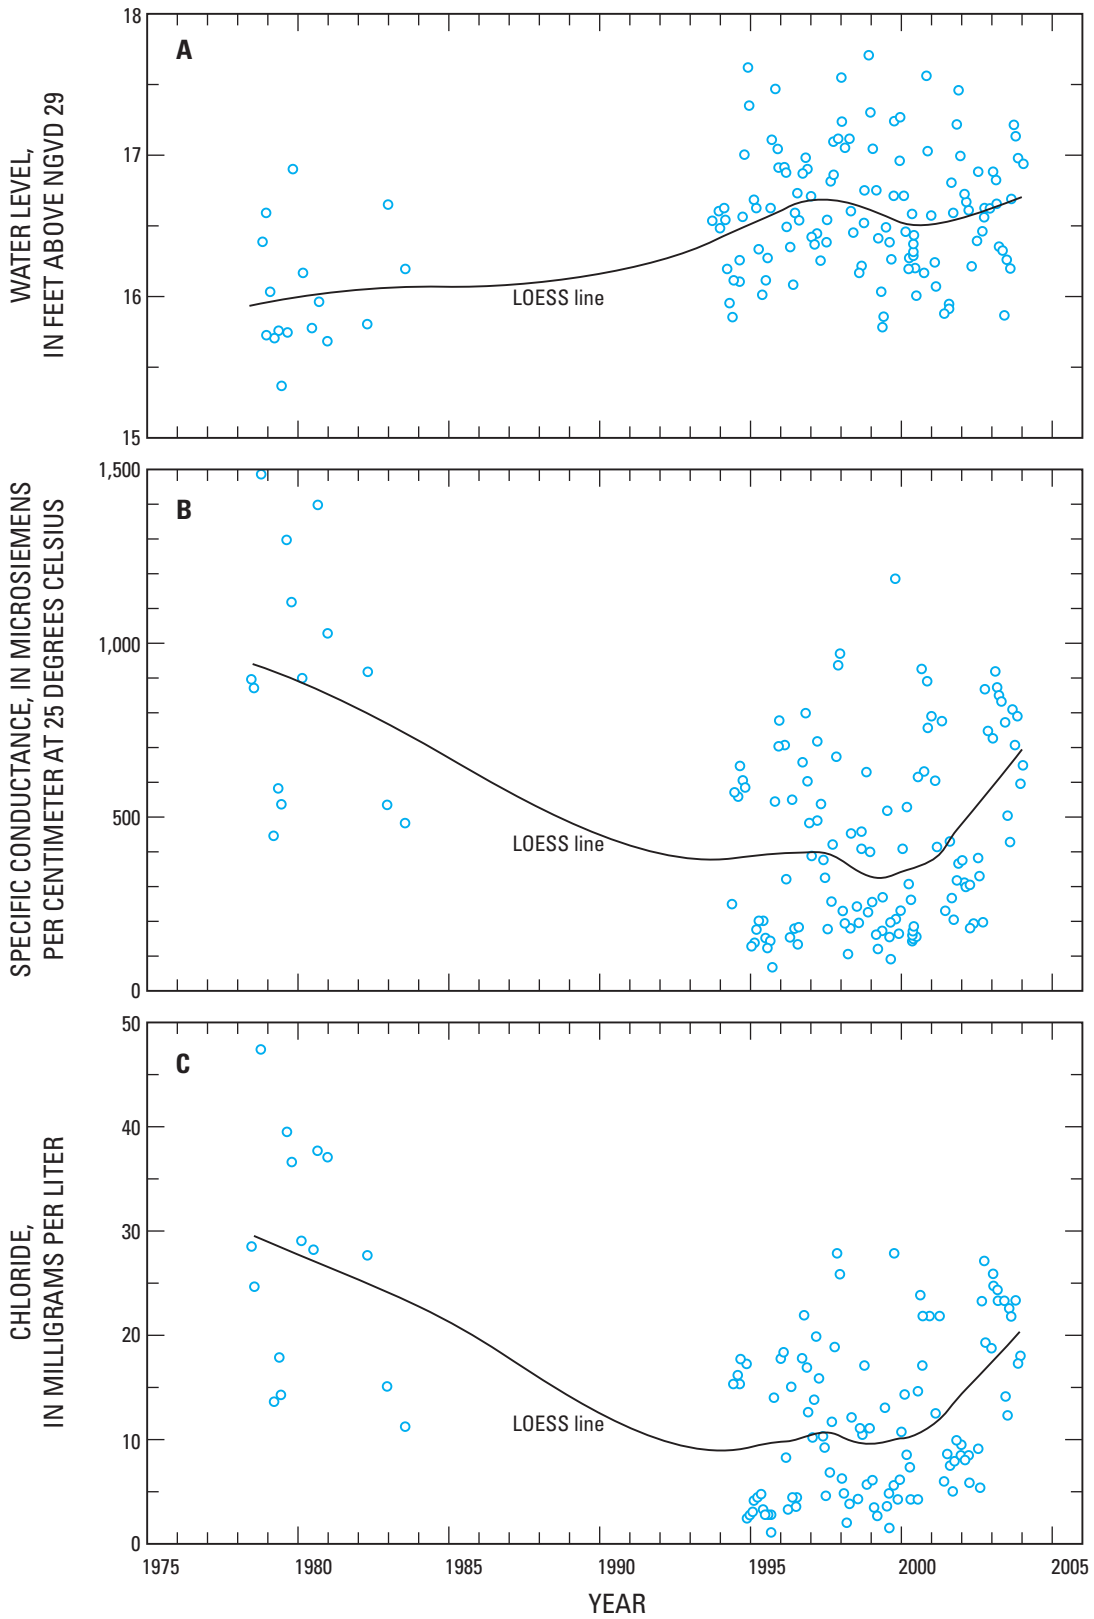 A
WATER LEVEL,
IN FEET ABOVE NGVD 29
18
17
16
15
LOESS line
B
SPECIFIC CONDUCTANCE, IN MICROSIEMENS
PER CENTIMETER AT 25 DEGREES CELSIUS
1,500
1,000
500
0
LOESS line
C
CHLORIDE,
IN MILLIGRAMS PER LITER
50
40
30
20
10
0
LOESS line
1975 1980 1985 1990 1995 2000 2005
YEAR